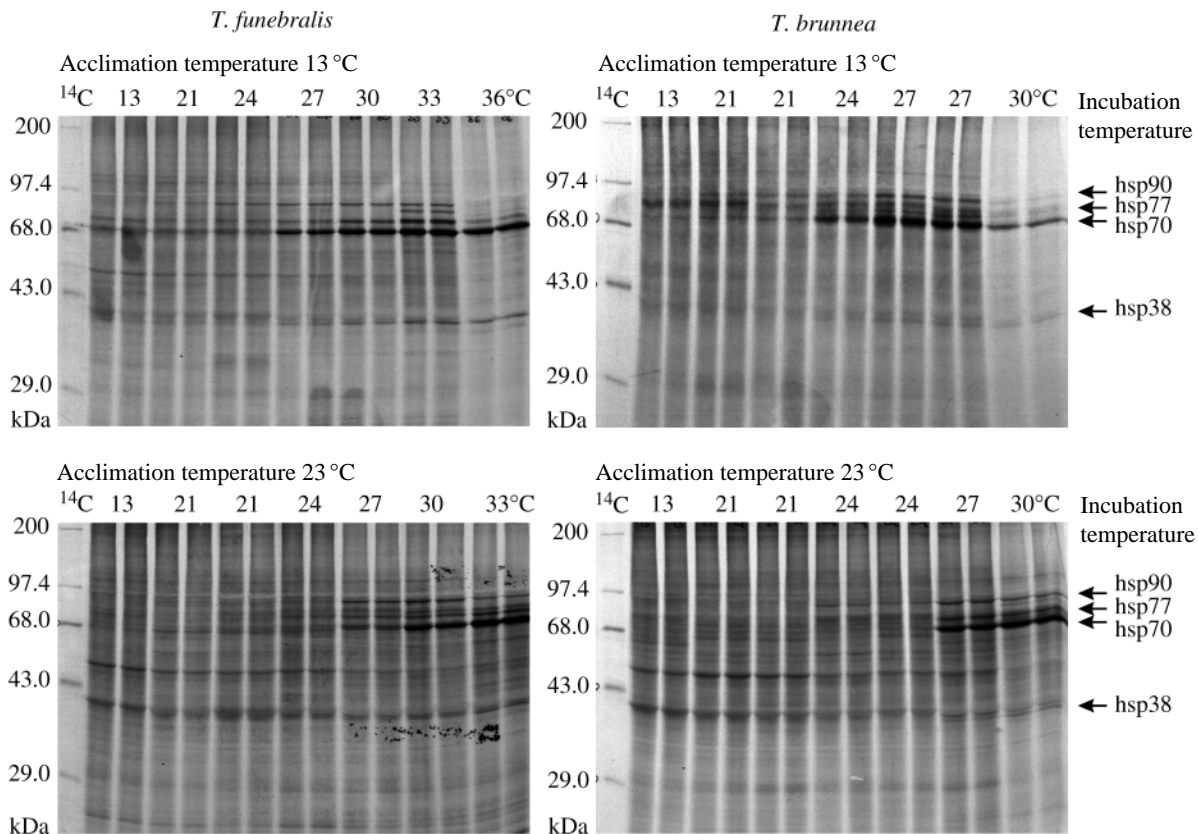 T. funebralis
T. brunnea
Acclimation temperature 13 °C
14C 13 21 24 27 30 33 36°C
200
97.4
68.0
43.0
29.0
kDa
Acclimation temperature 13 °C
14C 13 21 21 24 27 27 30°C
Incubation
temperature
200
97.4
68.0
43.0
29.0
kDa
hsp90
hsp77
hsp70
hsp38
Acclimation temperature 23 °C
14C 13 21 21 24 27 30 33°C
200
97.4
68.0
43.0
29.0
kDa
Acclimation temperature 23 °C
14C 13 21 21 24 24 27 30°C
Incubation
temperature
200
97.4
68.0
43.0
29.0
kDa
hsp90
hsp77
hsp70
hsp38